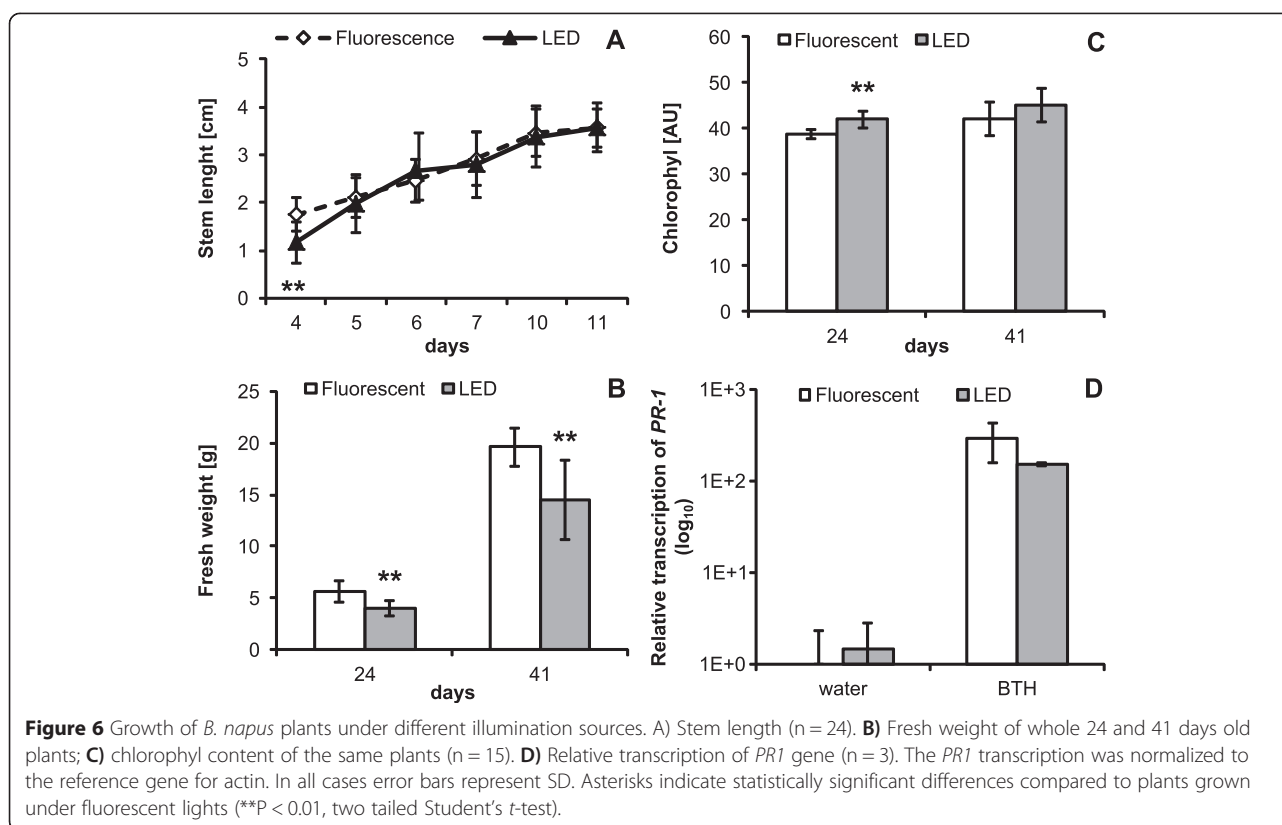 Fluorescence LED A
Stem lenght [cm]
5
4
3
2
1
0
**
4 5 6 7 10 11
days
Fluorescent LED C
Chlorophyl [AU]
60
50
40
30
20
10
0
**
24 41
days
Fluorescent LED B
Fresh weight [g]
25
20
15
10
5
0
** **
24 41
days
Fluorescent LED D
Relative transcription of PR-1
(log10)
1E+3
1E+2
1E+1
1E+0
water BTH
Figure 6 Growth of B. napus plants under different illumination sources. A) Stem length (n = 24). B) Fresh weight of whole 24 and 41 days old
plants; C) chlorophyl content of the same plants (n = 15). D) Relative transcription of PR1 gene (n = 3). The PR1 transcription was normalized to
the reference gene for actin. In all cases error bars represent SD. Asterisks indicate statistically significant differences compared to plants grown
under fluorescent lights (**P < 0.01, two tailed Student's t-test).